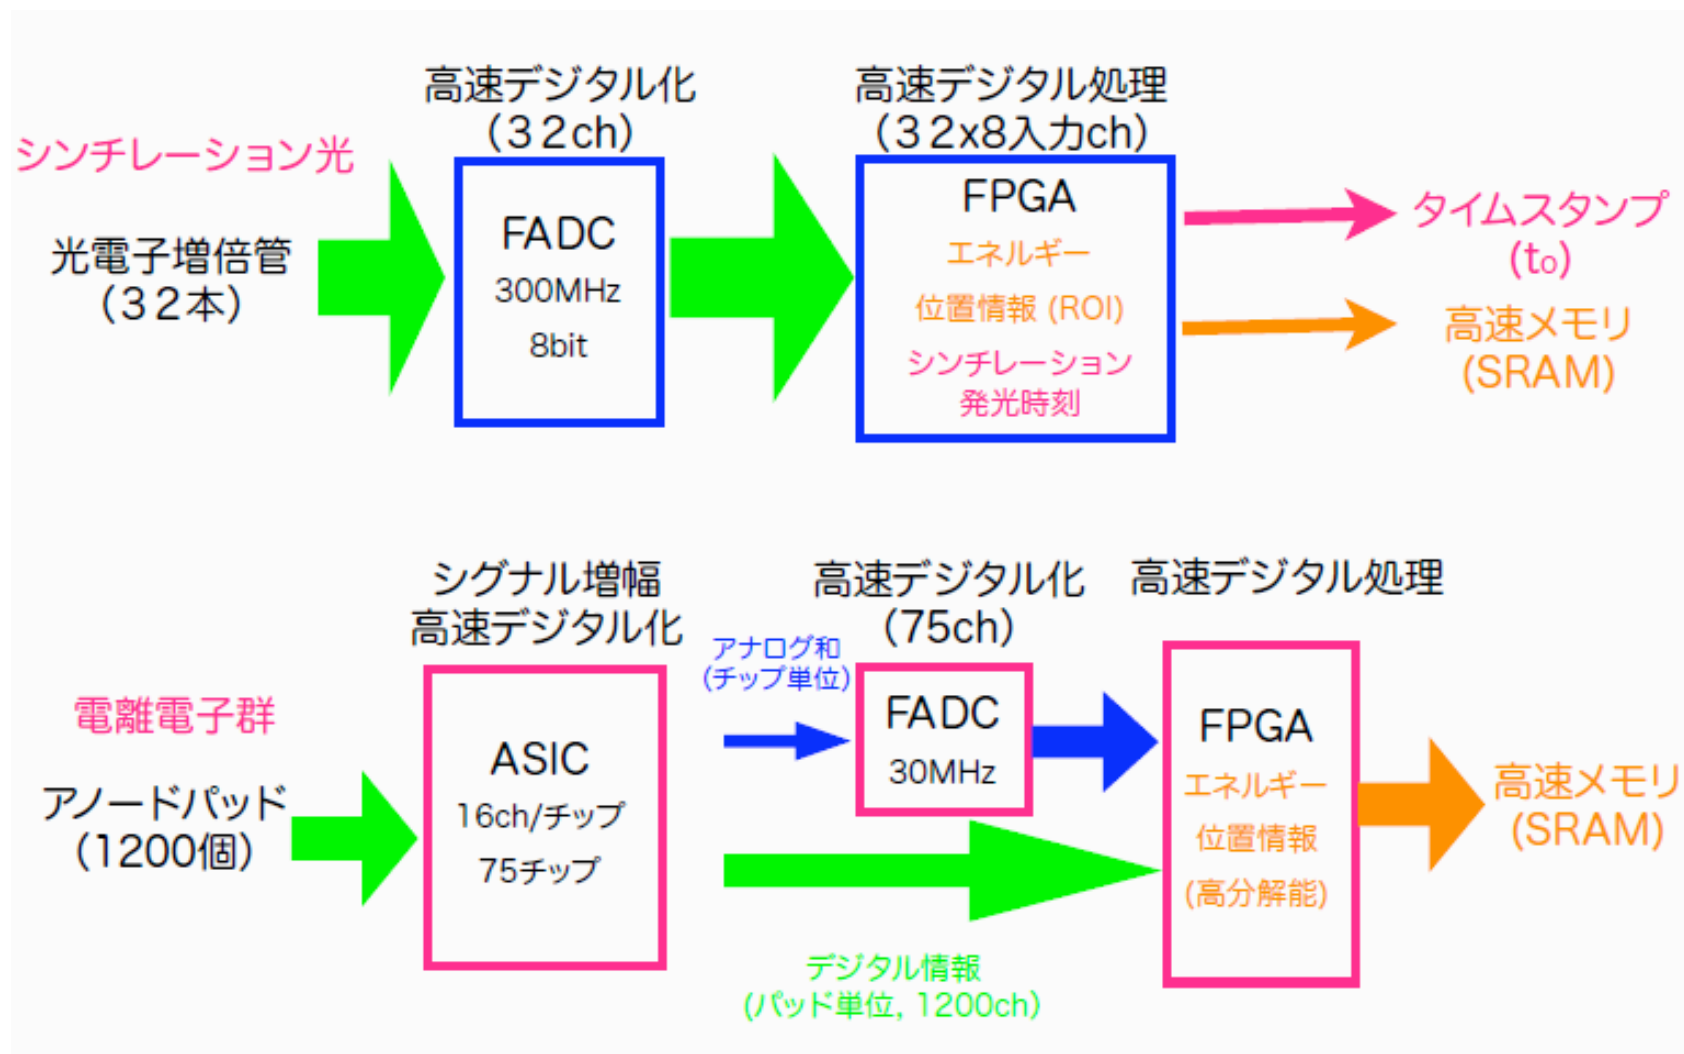 高速デジタル化
(３２ch)
高速デジタル処理
(３２x8入力ch)
シンチレーション光
光電子増倍管
(３２本)
FADC
300MHz
8bit
FPGA
エネルギー
位置情報 (ROI)
シンチレーション
発光時刻
タイムスタンプ
(t₀)
高速メモリ
(SRAM)
シグナル増幅
高速デジタル化
高速デジタル化
(75ch)
高速デジタル処理
電離電子群
アノードパッド
(1200個)
ASIC
16ch/チップ
75チップ
アナログ和
(チップ単位)
FADC
30MHz
FPGA
エネルギー
位置情報
(高分解能)
高速メモリ
(SRAM)
デジタル情報
(パッド単位, 1200ch)